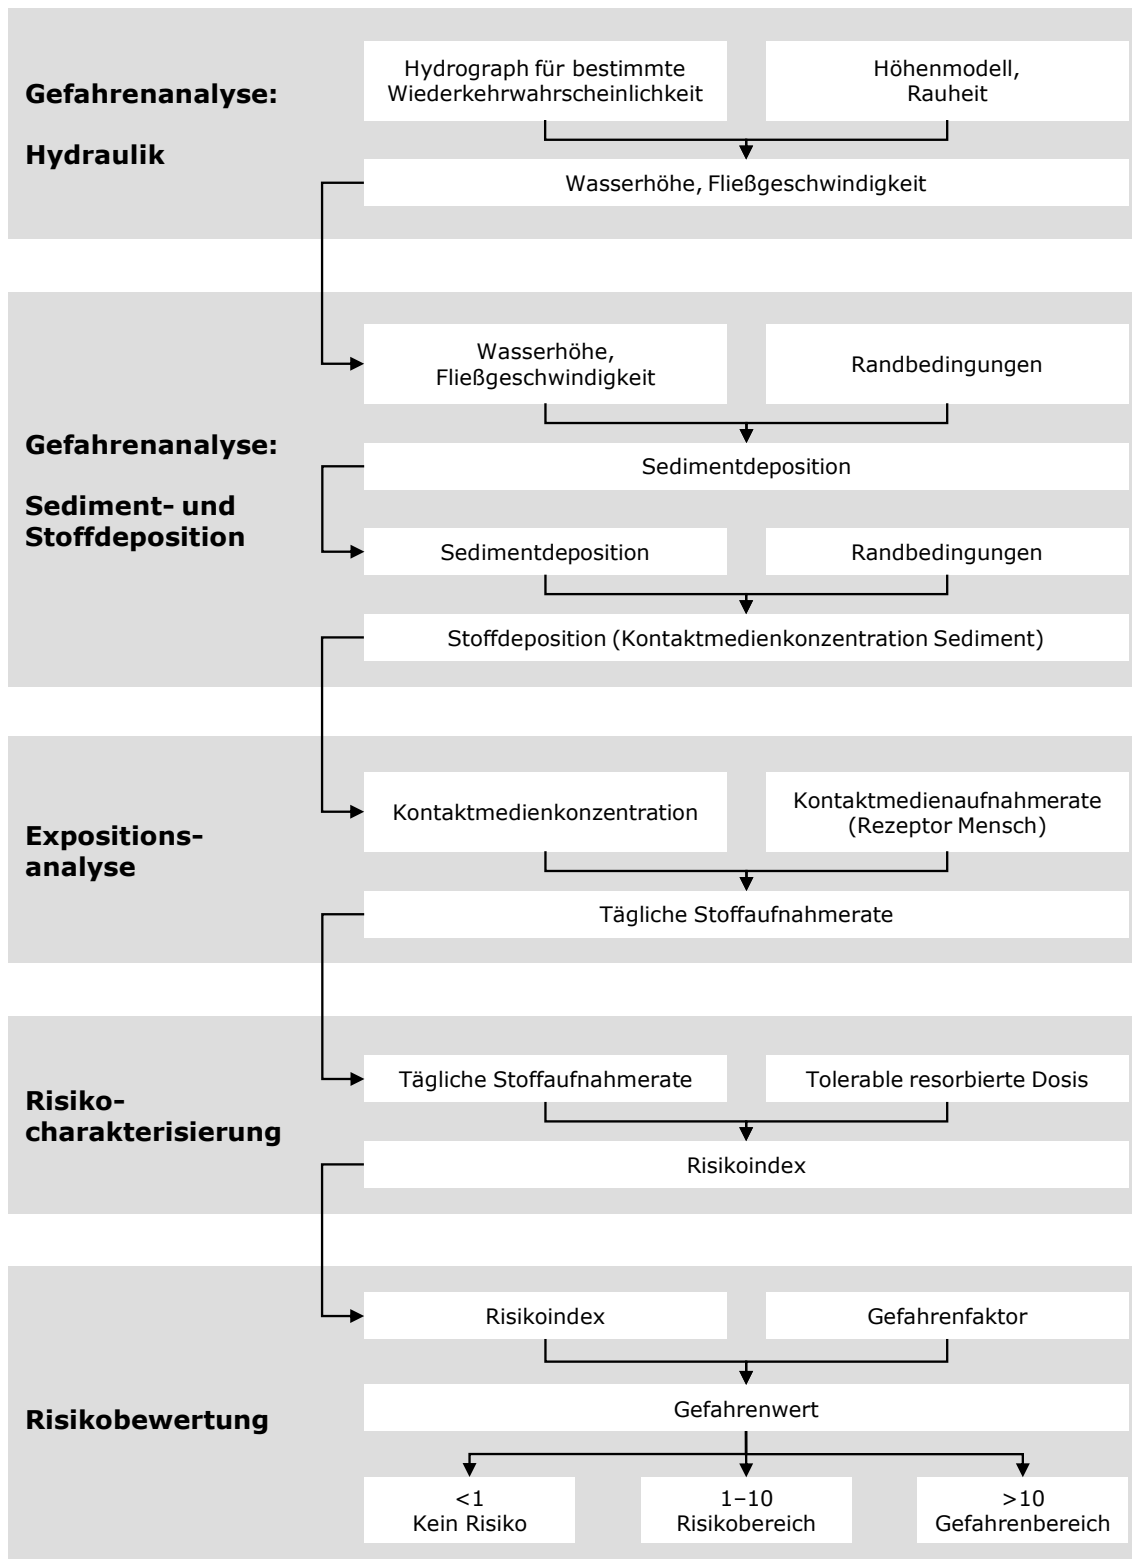 Gefahrenanalyse:
Hydraulik
Hydrograph für bestimmte
Wiederkehrwahrscheinlichkeit
Höhenmodell,
Rauheit
Wasserhöhe, Fließgeschwindigkeit
Gefahrenanalyse:
Sediment- und
Stoffdeposition
Wasserhöhe,
Fließgeschwindigkeit
Randbedingungen
Sedimentdeposition
Sedimentdeposition
Randbedingungen
Stoffdeposition (Kontaktmedienkonzentration Sediment)
Expositions-
analyse
Kontaktmedienkonzentration
Kontaktmedienaufnahmerate
(Rezeptor Mensch)
Tägliche Stoffaufnahmerate
Risiko-
charakterisierung
Tägliche Stoffaufnahmerate
Tolerable resorbierte Dosis
Risikoindex
Risikobewertung
Risikoindex
Gefahrenfaktor
Gefahrenwert
<1
Kein Risiko
1–10
Risikobereich
>10
Gefahrenbereich